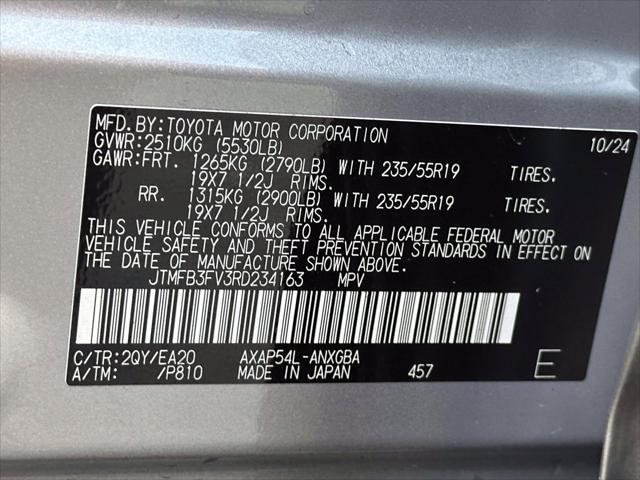 MFD.BY:TOYOTA MOTOR CORPORATION 10/24
GVWR:2510KG (5530LB)
GAWR:FRT. 1265KG (2790LB) WITH 235/55R19 TIRES.
19X7 1/2J RIMS.
RR. 1315KG (2900LB) WITH 235/55R19 TIRES.
19X7 1/2J RIMS.
THIS VEHICLE CONFORMS TO ALL APPLICABLE FEDERAL MOTOR
VEHICLE SAFETY AND THEFT PREVENTION STANDARDS IN EFFECT ON
THE DATE OF MANUFACTURE SHOWN ABOVE.
JTMFB3FV3RD234163 MPV
C/TR:2QY/EA20 AXAP54L-ANXGBA
A/TM: /P810 MADE IN JAPAN 457 E